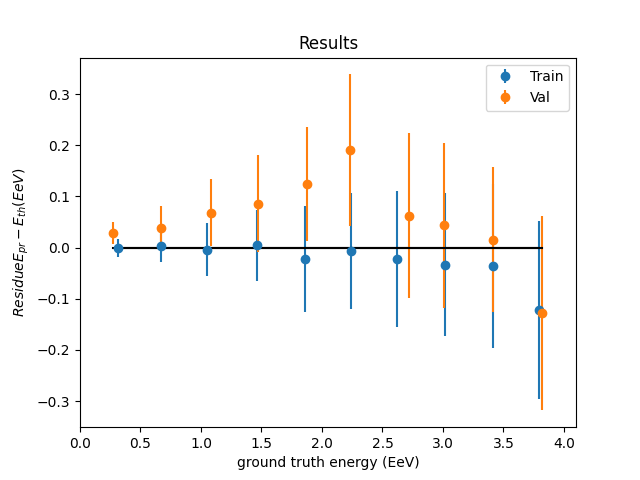 Results
Train
Val
0.3
0.2
0.1
0.0
−0.1
−0.2
−0.3
ResidueE_{pr} − E_{th}(EeV)
0.0 0.5 1.0 1.5 2.0 2.5 3.0 3.5 4.0
ground truth energy (EeV)